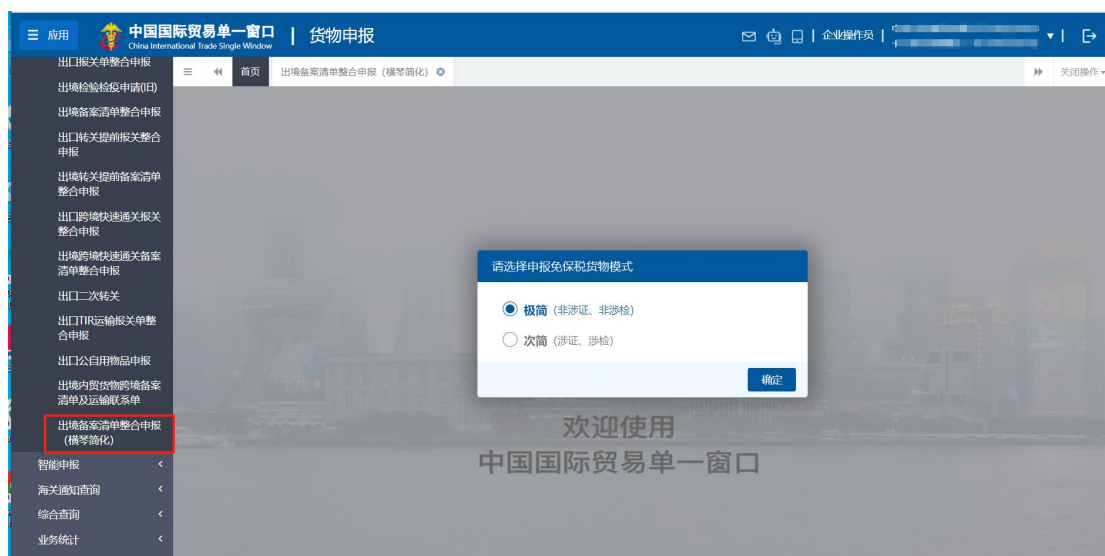 应用
中国国际贸易单一窗口
China International Trade Single Window
货物申报
企业操作员
出口报关单整合申报
出境检验检疫申请(旧)
出境备案清单整合申报
出口转关提前报关整合
申报
出境转关提前备案清单
整合申报
出口跨境快速通关报关
整合申报
出境跨境快速通关备案
清单整合申报
出口二次转关
出口TIR运输报关单整
合申报
出口公自用物品申报
出境内贸货物跨境备案
清单及运输联系单
出境备案清单整合申报
（横琴简化）
智能申报
海关通知查询
综合查询
业务统计
首页
出境备案清单整合申报（横琴简化）
关闭操作
请选择申报免保税货物模式
极简（非涉证、非涉检）
次简（涉证、涉检）
确定
欢迎使用
中国国际贸易单一窗口